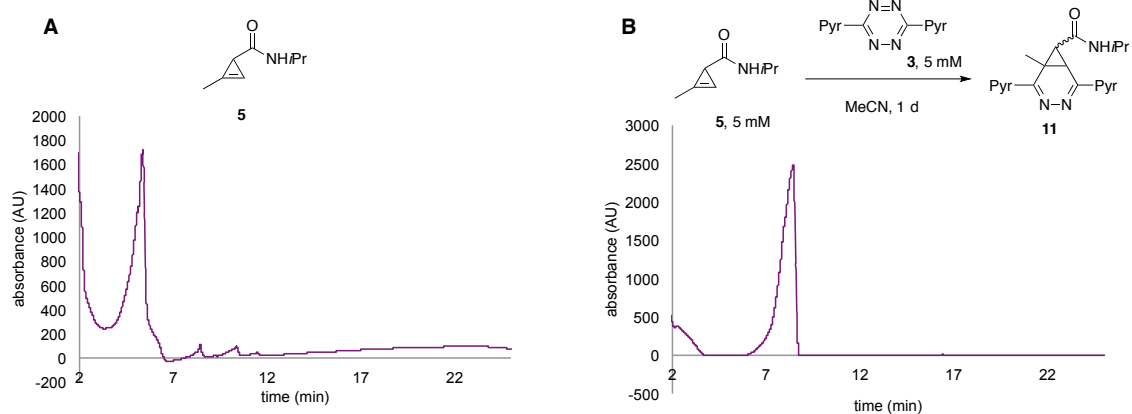 A
O
NHiPr
Me
5
absorbance (AU)
2000
1800
1600
1400
1200
1000
800
600
400
200
0
-200
2 7 12 17 22
time (min)
B
O
NHiPr
5, 5 mM
N=N
Pyr Pyr
N=N
3, 5 mM
MeCN, 1 d
O
NHiPr
Pyr Pyr
N–N
11
absorbance (AU)
3000
2500
2000
1500
1000
500
0
-500
2 7 12 17 22
time (min)